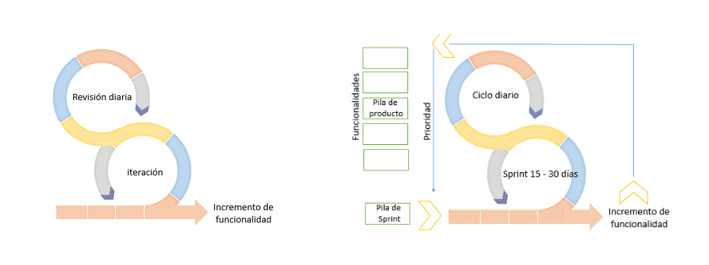 Revisión diaria
iteración
Incremento de
funcionalidad
Funcionalidades
Pila de
producto
Prioridad
Ciclo diario
Sprint 15 - 30 días
Pila de
Sprint
Incremento de
funcionalidad